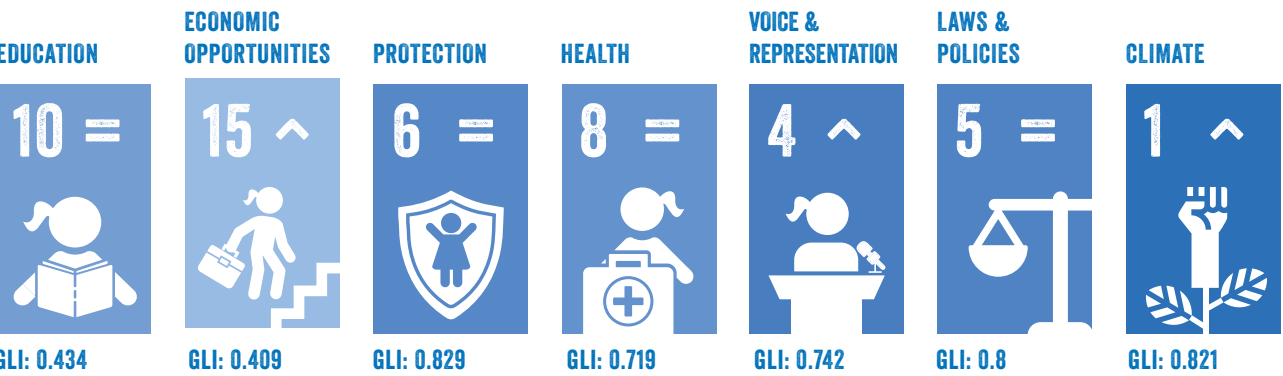 EDUCATION
ECONOMIC
OPPORTUNITIES
PROTECTION
HEALTH
VOICE &
REPRESENTATION
LAWS &
POLICIES
CLIMATE
10 =
15 ^
6 =
8 =
4 ^
5 =
1 ^
GLI: 0.434
GLI: 0.409
GLI: 0.829
GLI: 0.719
GLI: 0.742
GLI: 0.8
GLI: 0.821